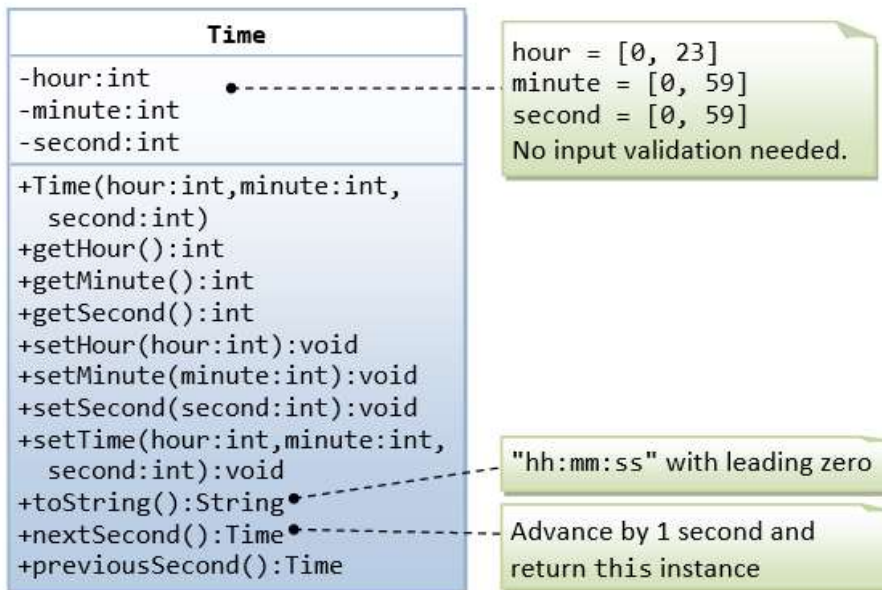 Time
-hour:int
-minute:int
-second:int
+Time(hour:int,minute:int,
second:int)
+getHour():int
+getMinute():int
+getSecond():int
+setHour(hour:int):void
+setMinute(minute:int):void
+setSecond(second:int):void
+setTime(hour:int,minute:int,
second:int):void
+toString():String
+nextSecond():Time
+previousSecond():Time
hour = [0, 23]
minute = [0, 59]
second = [0, 59]
No input validation needed.
"hh:mm:ss" with leading zero
Advance by 1 second and
return this instance